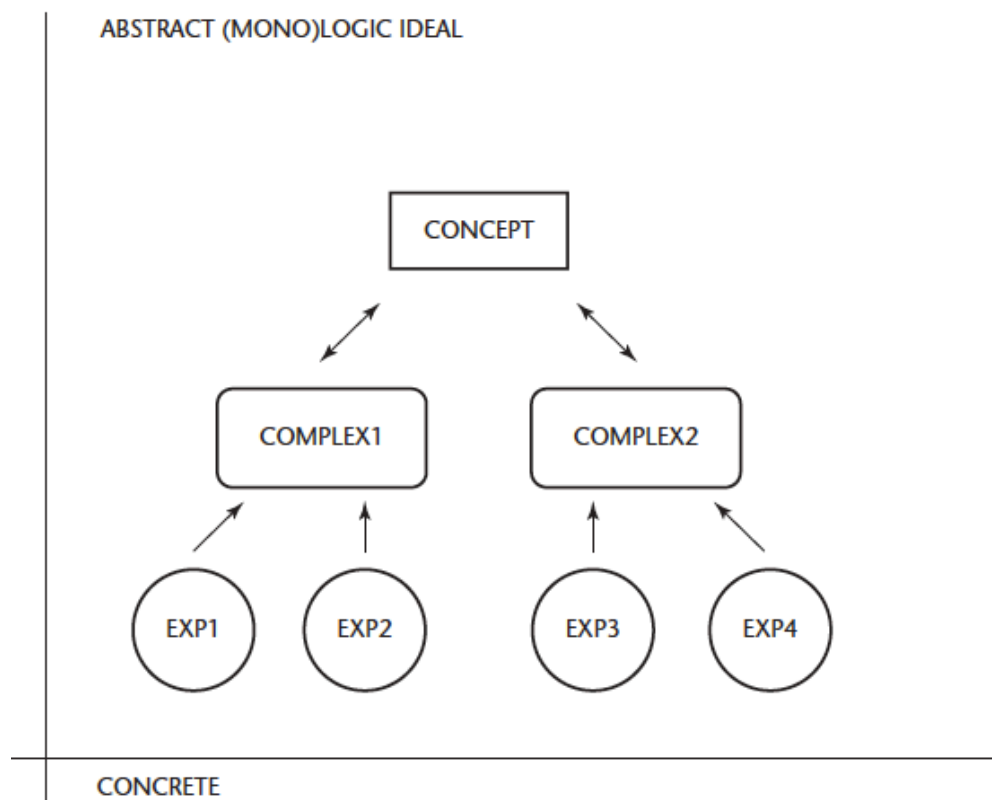 ABSTRACT (MONO)LOGIC IDEAL
CONCEPT
COMPLEX1 COMPLEX2
EXP1 EXP2 EXP3 EXP4
CONCRETE